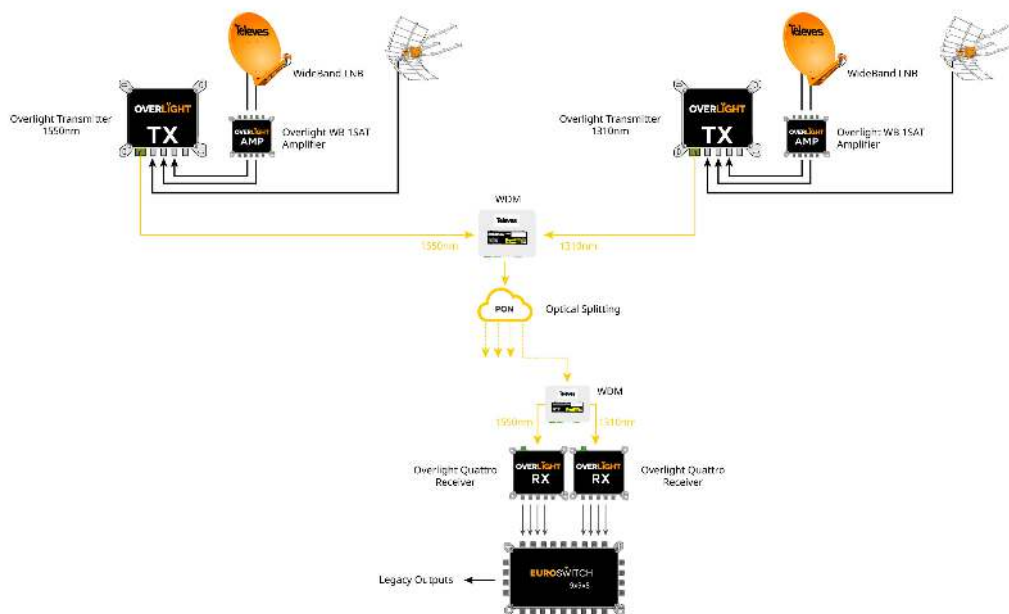 Televes
WideBand LNB
Overlight Transmitter
1550nm
OVERLIGHT
TX
OVERLIGHT
AMP
Overlight WB 1SAT
Amplifier
Televes
WideBand LNB
Overlight Transmitter
1310nm
OVERLIGHT
TX
OVERLIGHT
AMP
Overlight WB 1SAT
Amplifier
WDM
Televes
1550nm
1310nm
PON
Optical Splitting
WDM
Televes
1550nm
1310nm
Overlight Quattro
Receiver
OVERLIGHT
RX
OVERLIGHT
RX
Overlight Quattro
Receiver
Legacy Outputs
EUROSWITCH